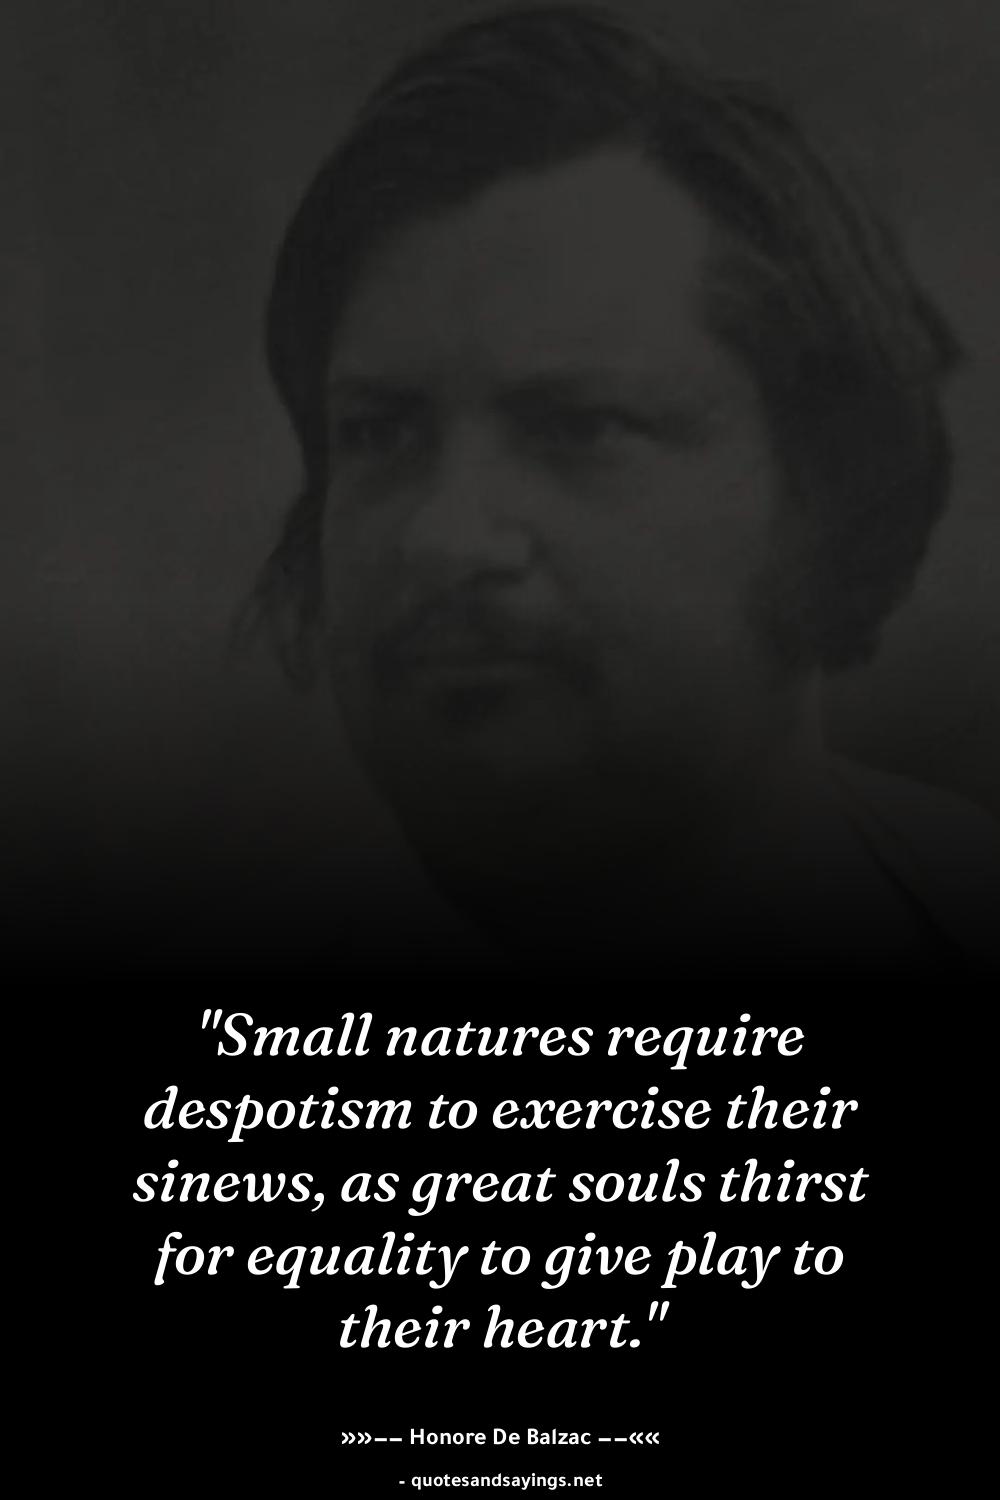 "Small natures require
despotism to exercise their
sinews, as great souls thirst
for equality to give play to
their heart."
»»−− Honore De Balzac −−««
- quotesandsayings.net